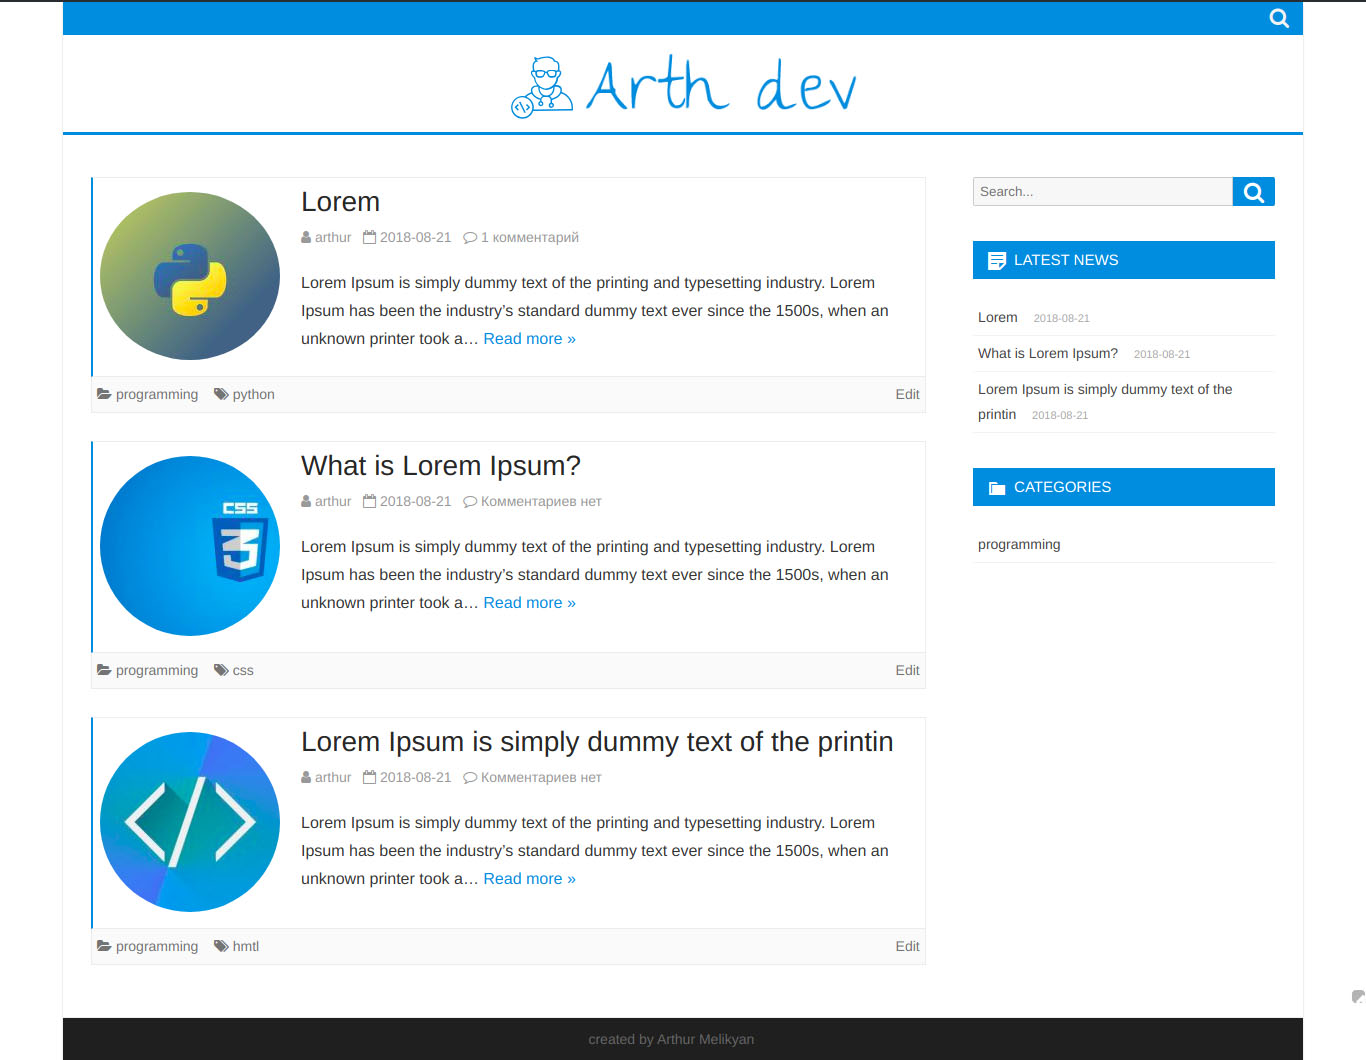 Arth dev
Lorem
arthur 2018-08-21 1 комментарий
Lorem Ipsum is simply dummy text of the printing and typesetting industry. Lorem
Ipsum has been the industry’s standard dummy text ever since the 1500s, when an
unknown printer took a… Read more »
programming python Edit
CSS
3
What is Lorem Ipsum?
arthur 2018-08-21 Комментариев нет
Lorem Ipsum is simply dummy text of the printing and typesetting industry. Lorem
Ipsum has been the industry’s standard dummy text ever since the 1500s, when an
unknown printer took a… Read more »
programming css Edit
</>
Lorem Ipsum is simply dummy text of the printin
arthur 2018-08-21 Комментариев нет
Lorem Ipsum is simply dummy text of the printing and typesetting industry. Lorem
Ipsum has been the industry’s standard dummy text ever since the 1500s, when an
unknown printer took a… Read more »
programming hmtl Edit
Search...
LATEST NEWS
Lorem 2018-08-21
What is Lorem Ipsum? 2018-08-21
Lorem Ipsum is simply dummy text of the
printin 2018-08-21
CATEGORIES
programming
created by Arthur Melikyan